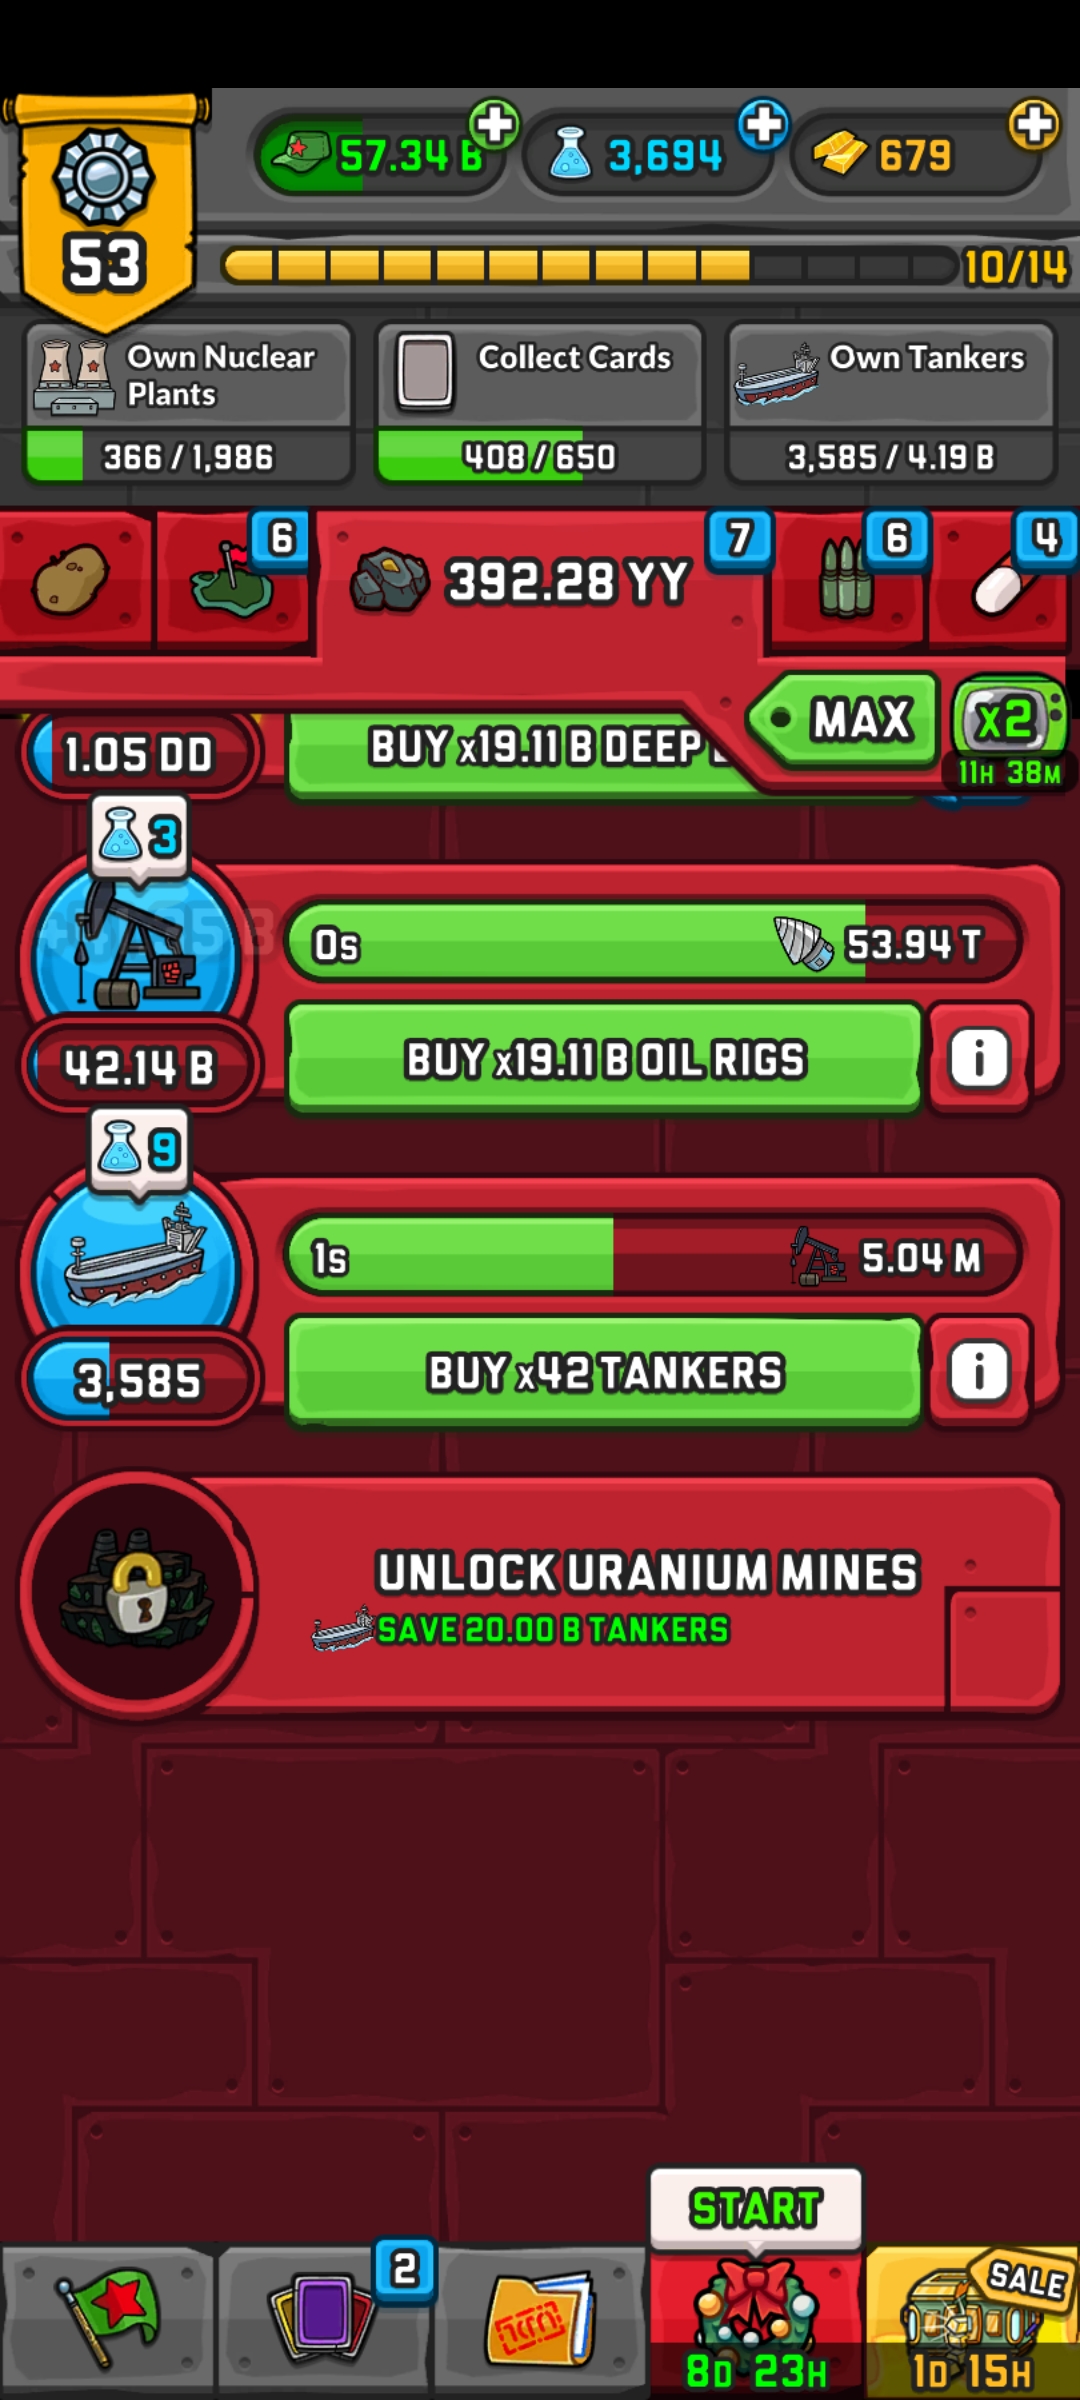 57.34 B
3,694
679
53
10/14
Own Nuclear
Plants
366 / 1,986
Collect Cards
408 / 650
Own Tankers
3,585 / 4.19 B
6
392.28 YY
7
6
4
MAX
x2
11H 38M
1.05 DD
BUY x19.11 B DEEP
3
0s
53.94 T
42.14 B
BUY x19.11 B OIL RIGS
i
9
1s
5.04 M
3,585
BUY x42 TANKERS
i
UNLOCK URANIUM MINES
SAVE 20.00 B TANKERS
START
2
SALE
8D 23H
1D 15H